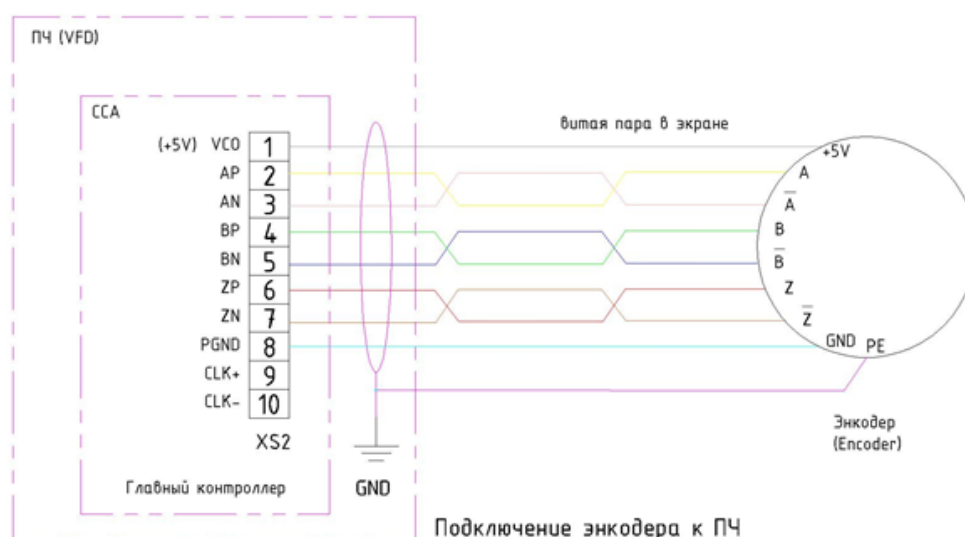 ПЧ (VFD)
CCA
(+5V) VCO 1
AP 2
AN 3
BP 4
BN 5
ZP 6
ZN 7
PGND 8
CLK+ 9
CLK- 10
XS2
Главный контроллер
GND
витая пара в экране
+5V
A
A̅
B
B̅
Z
Z̅
GND PE
Энкодер
(Encoder)
Подключение энкодера к ПЧ